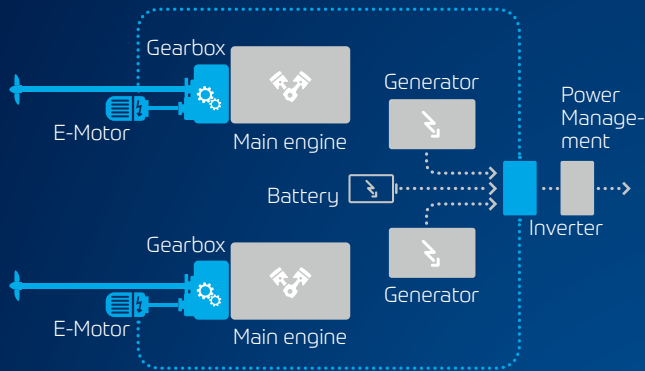 Gearbox
E-Motor
Main engine
Generator
Power
Manage-
ment
Battery
Inverter
Gearbox
E-Motor
Main engine
Generator